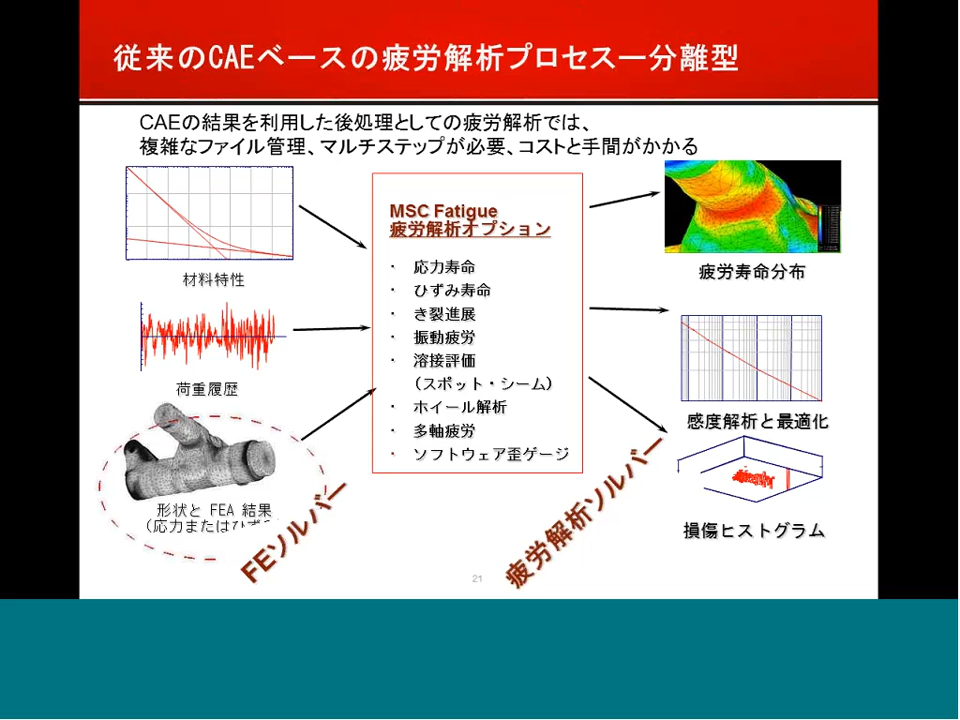 従来のCAEベースの疲労解析プロセスー分離型
CAEの結果を利用した後処理としての疲労解析では、
複雑なファイル管理、マルチステップが必要、コストと手間がかかる
材料特性
荷重履歴
形状と FEA 結果
（応力またはひず
FEソルバー
MSC Fatigue
疲労解析オプション
・ 応力寿命
・ ひずみ寿命
・ き裂進展
・ 振動疲労
・ 溶接評価
（スポット・シーム）
・ ホイール解析
・ 多軸疲労
・ ソフトウェア歪ゲージ
疲労解析ソルバー
疲労寿命分布
感度解析と最適化
損傷ヒストグラム
21